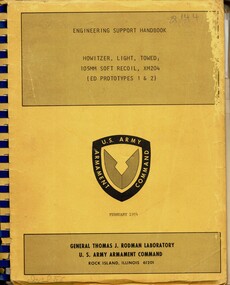 ENGINEERING SUPPORT HANDBOOK
HOWITZER, LIGHT, TOWED,
105MM, SOFT RECOIL, XM204
(ED PROTOTYPES 1 & 2)
U.S. ARMY
ARMAMENT COMMAND
FEBRUARY
GENERAL THOMAS J. RODMAN LABORATORY
U. S. ARMY ARMAMENT COMMAND
ROCK ISLAND, ILLINOIS 61201